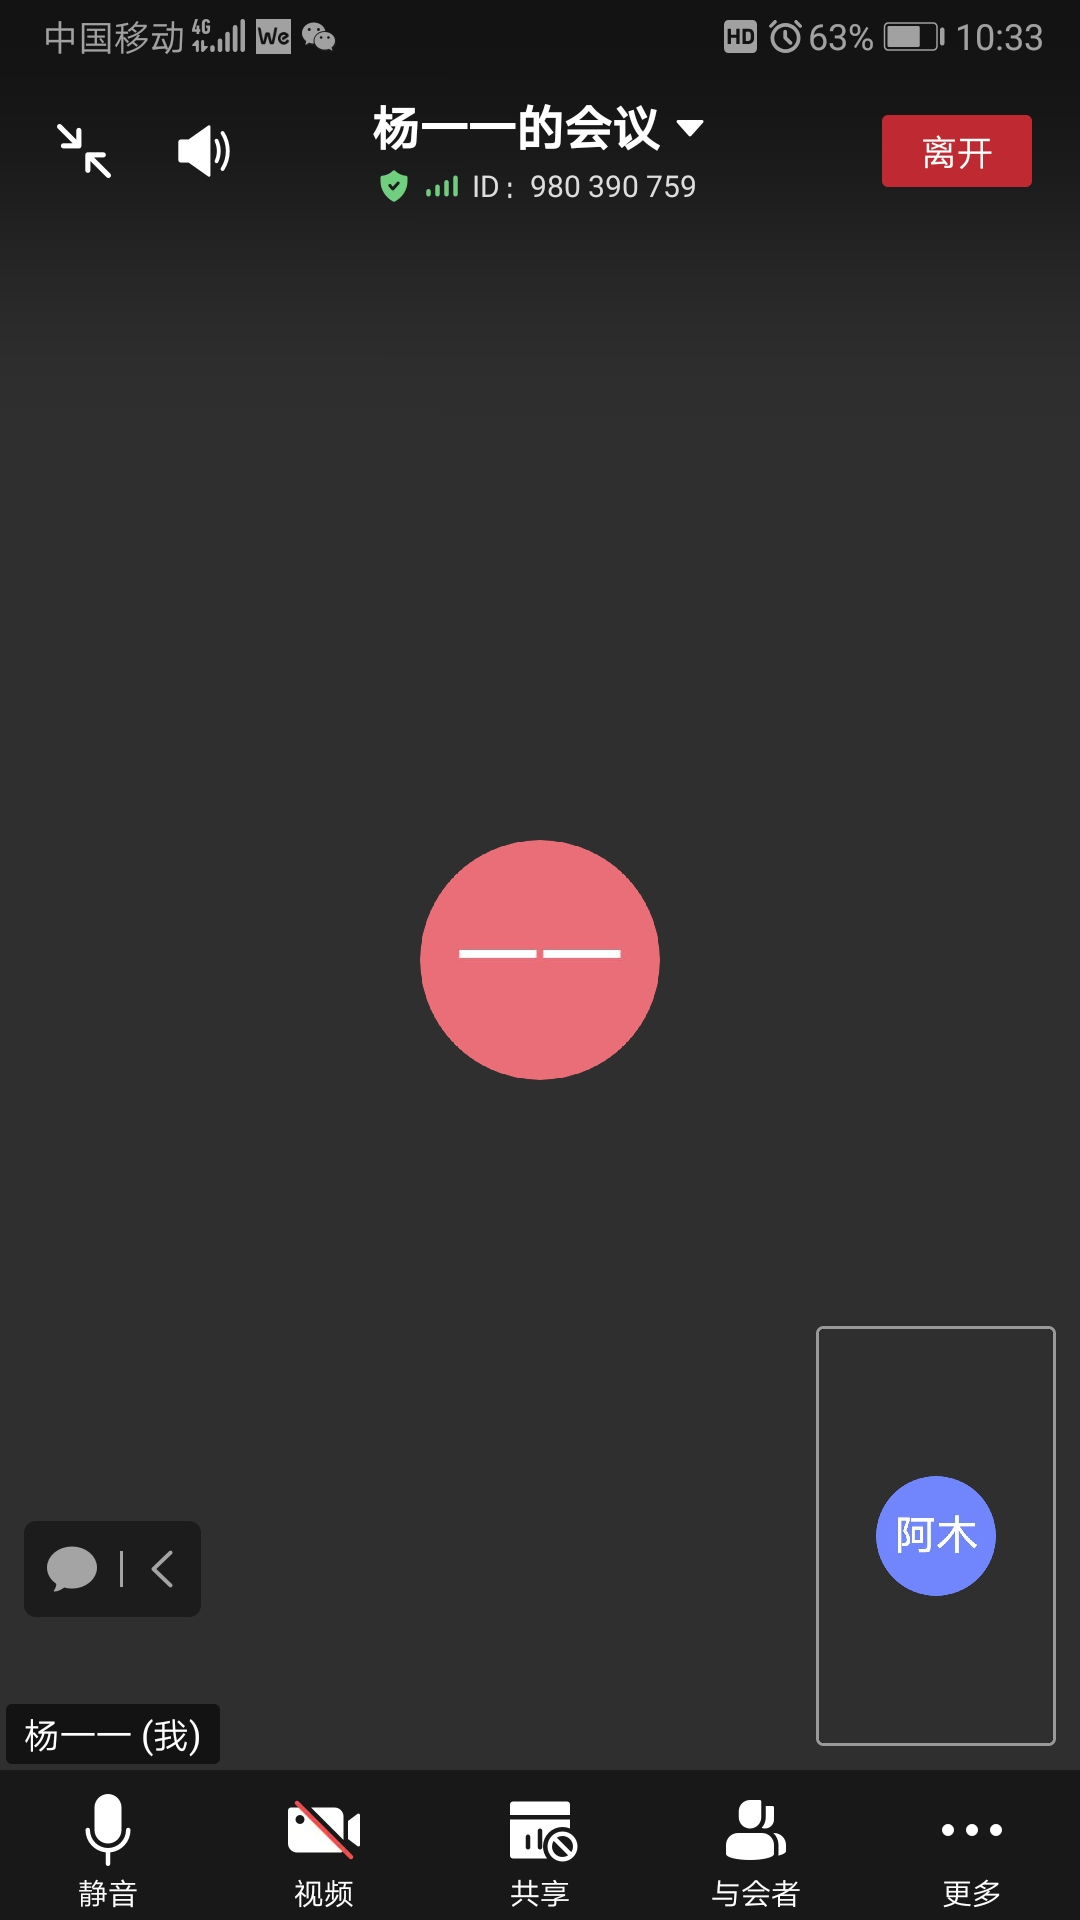 中国移动 4G We HD 63% 10:33
杨一一的会议
ID：980 390 759
离开
一一
阿木
杨一一 (我)
静音 视频 共享 与会者 更多